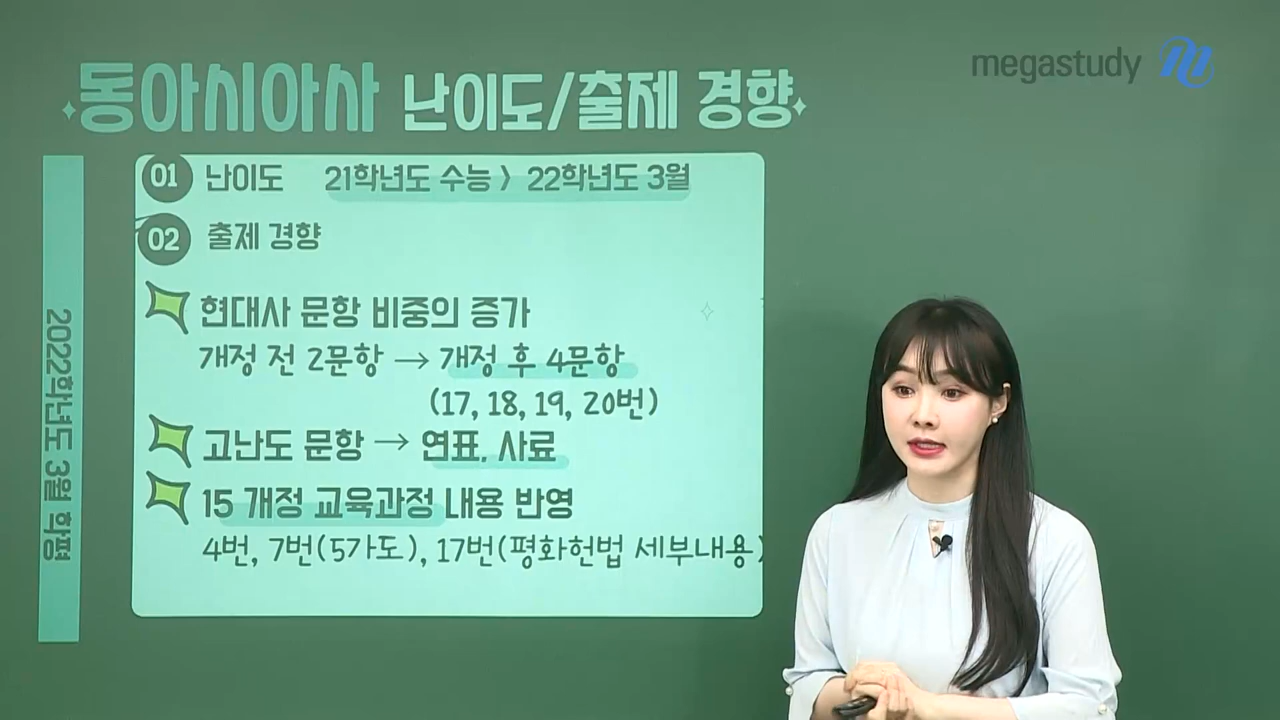 megastudy
동아시아사 난이도/출제 경향
2022학년도 3월 학평
01 난이도 21학년도 수능 > 22학년도 3월
02 출제 경향
현대사 문항 비중의 증가
개정 전 2문항 → 개정 후 4문항
(17, 18, 19, 20번)
고난도 문항 → 연표, 사료
15 개정 교육과정 내용 반영
4번, 7번(5가도), 17번(평화헌법 세부내용)